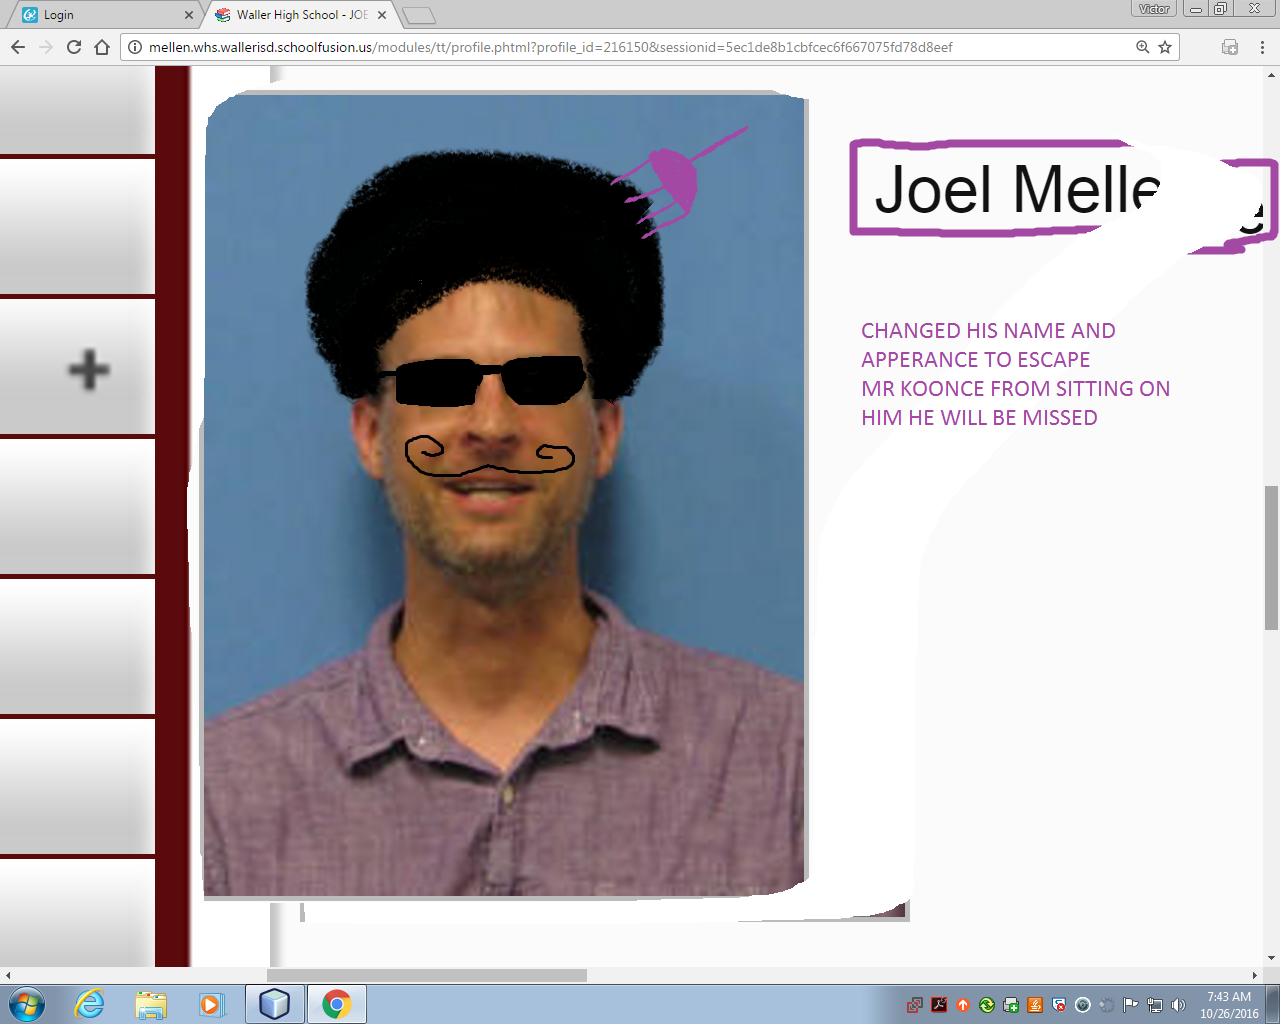 Login
Waller High School - JOE
Victor
mellen.whs.wallerisd.schoolfusion.us/modules/tt/profile.phtml?profile_id=216150&sessionid=5ec1de8b1cbfcec6f667075fd78d8eef
Joel Melle
CHANGED HIS NAME AND
APPERANCE TO ESCAPE
MR KOONCE FROM SITTING ON
HIM HE WILL BE MISSED
7:43 AM
10/26/2016